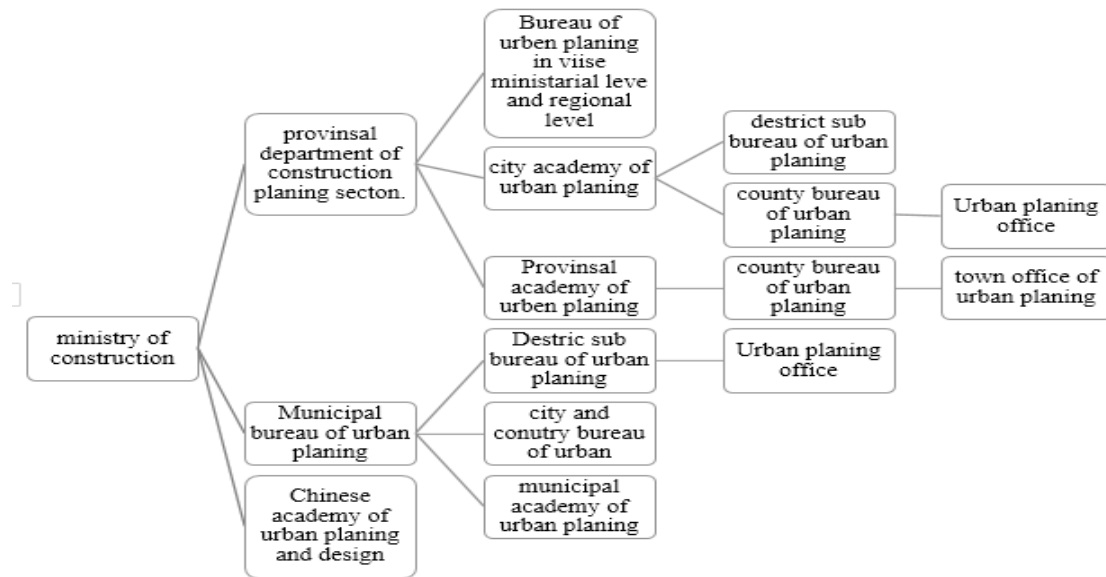 ministry of
construction
provinsal
department of
construction
planing secton.
Bureau of
urben planing
in viise
ministarial leve
and regional
level
city academy of
urban planing
destrict sub
bureau of urban
planing
county bureau
of urban
planing
Urban planing
office
Provinsal
academy of
urben planing
county bureau
of urban
planing
town office of
urban planing
Municipal
bureau of urban
planing
Destric sub
bureau of urban
planing
Urban planing
office
city and
conutry bureau
of urban
municipal
academy of
urban planing
Chinese
academy of
urban planing
and design